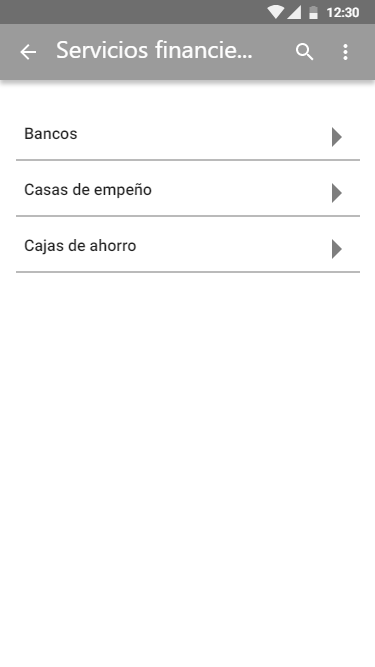 12:30
Servicios financie...
Bancos
Casas de empeño
Cajas de ahorro